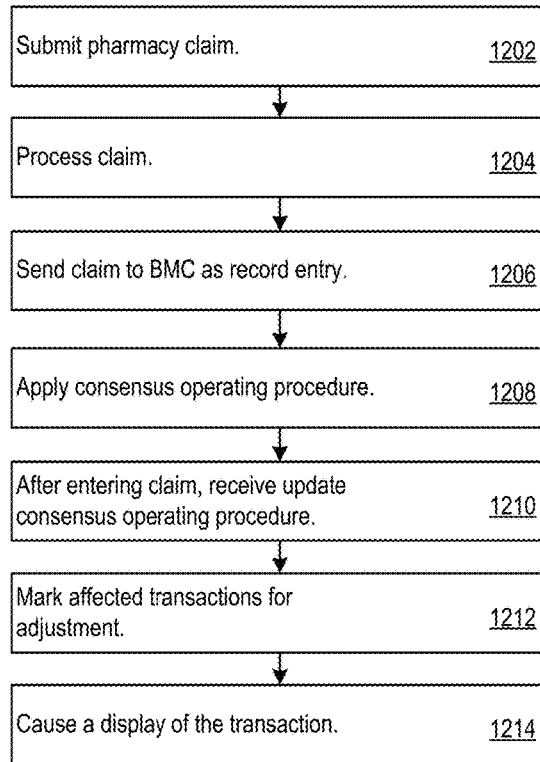 Submit pharmacy claim.
1202
Process claim.
1204
Send claim to BMC as record entry.
1206
Apply consensus operating procedure.
1208
After entering claim, receive update
consensus operating procedure.
1210
Mark affected transactions for
adjustment.
1212
Cause a display of the transaction.
1214